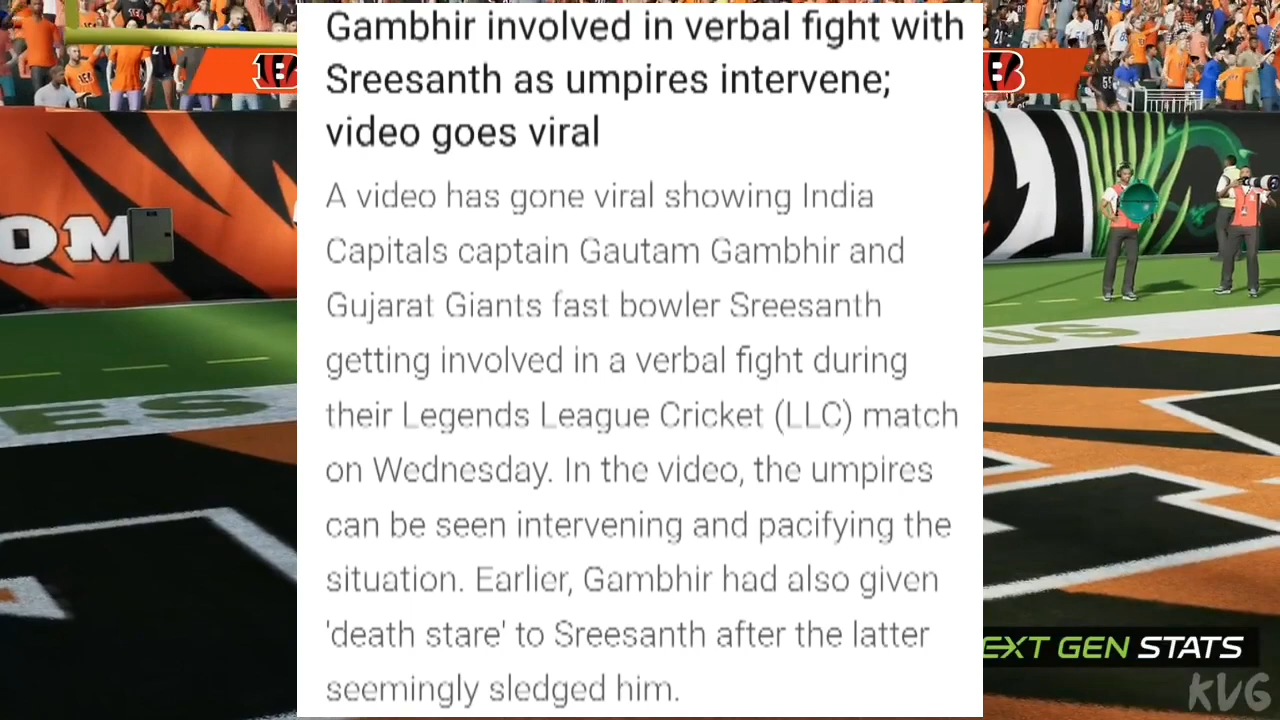 Gambhir involved in verbal fight with
Sreesanth as umpires intervene;
video goes viral
A video has gone viral showing India
Capitals captain Gautam Gambhir and
Gujarat Giants fast bowler Sreesanth
getting involved in a verbal fight during
their Legends League Cricket (LLC) match
on Wednesday. In the video, the umpires
can be seen intervening and pacifying the
situation. Earlier, Gambhir had also given
'death stare' to Sreesanth after the latter
seemingly sledged him.
OM
ES
US
EXT GEN STATS
KVG